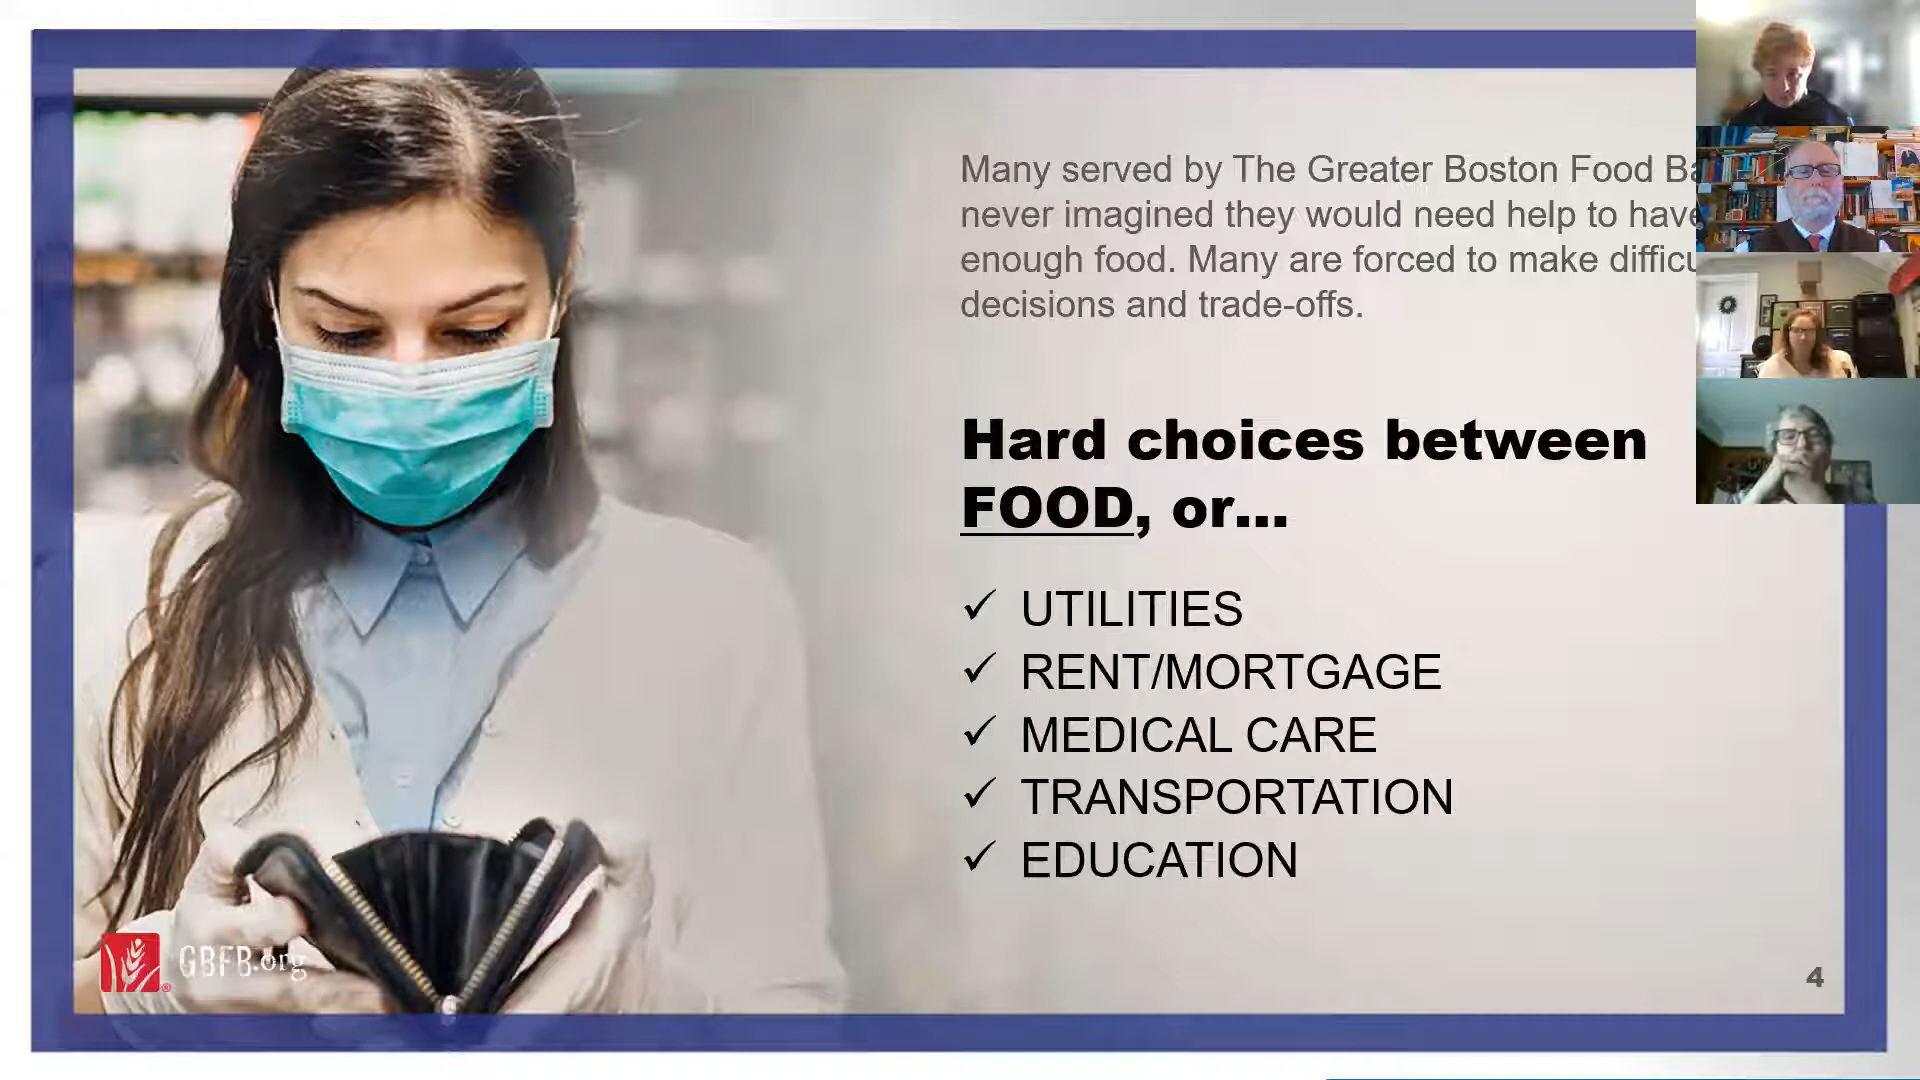 Many served by The Greater Boston Food
never imagined they would need help to have
enough food. Many are forced to make
decisions and trade-offs.
Hard choices between
FOOD, or...
✓ UTILITIES
✓ RENT/MORTGAGE
✓ MEDICAL CARE
✓ TRANSPORTATION
✓ EDUCATION
GBFB.org
4